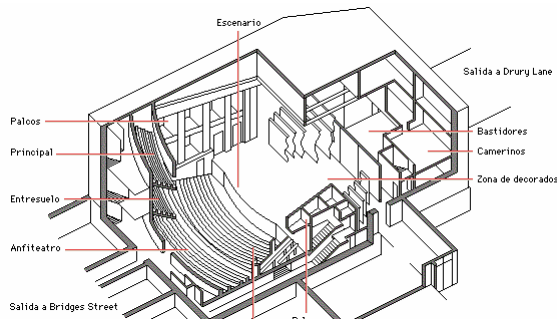 Escenario
Salida a Drury Lane
Palcos
Bastidores
Principal
Camerinos
Zona de decorados
Entresuelo
Anfiteatro
Salida a Bridges Street